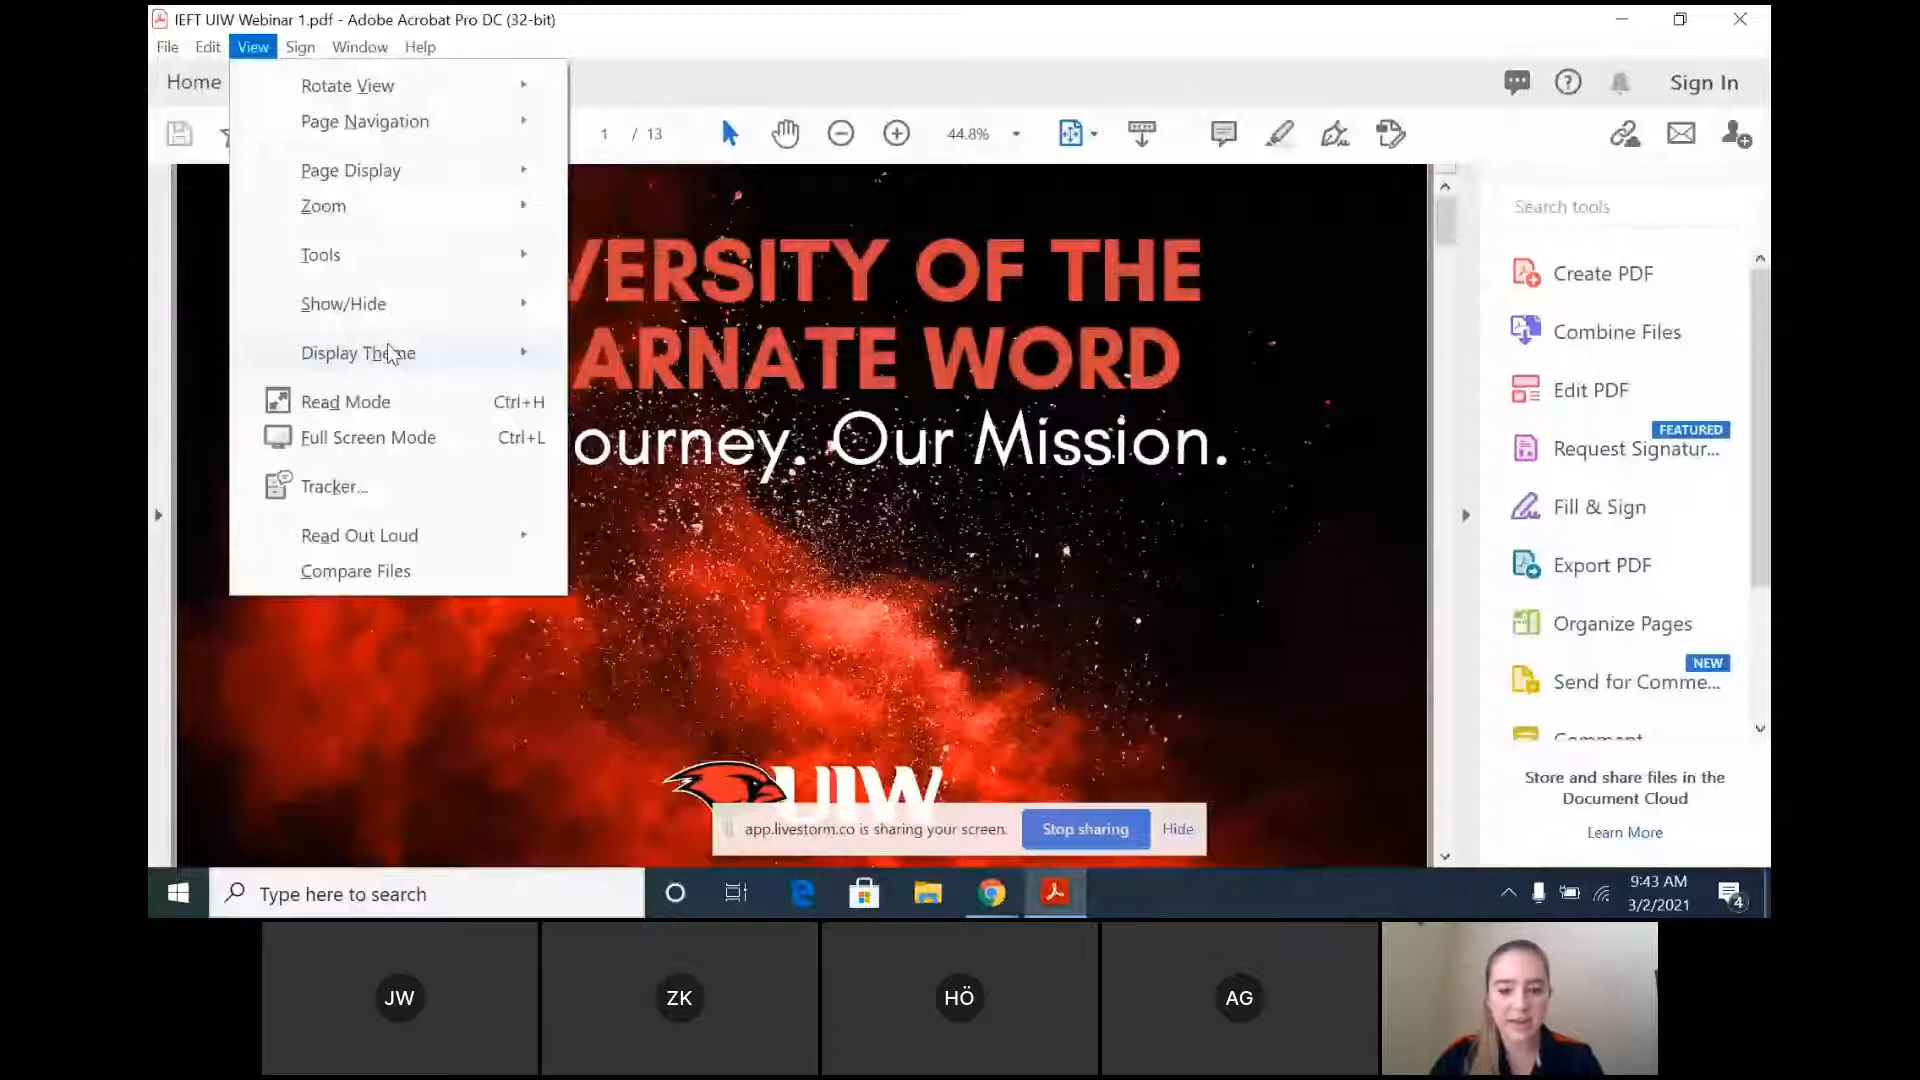 IEFT UIW Webinar 1.pdf - Adobe Acrobat Pro DC (32-bit)
File Edit View Sign Window Help
Home
Sign In
1 / 13
44.8%
Rotate View
Page Navigation
Page Display
Zoom
Tools
Show/Hide
Display Theme
Read Mode Ctrl+H
Full Screen Mode Ctrl+L
Tracker...
Read Out Loud
Compare Files
VERSITY OF THE
ARNATE WORD
ourney. Our Mission.
UIW
Search tools
Create PDF
Combine Files
Edit PDF
FEATURED
Request Signatur...
Fill & Sign
Export PDF
Organize Pages
NEW
Send for Comme...
Comment
Store and share files in the
Document Cloud
Learn More
app.livestorm.co is sharing your screen. Stop sharing Hide
Type here to search
9:43 AM
3/2/2021
4
JW ZK HÖ AG